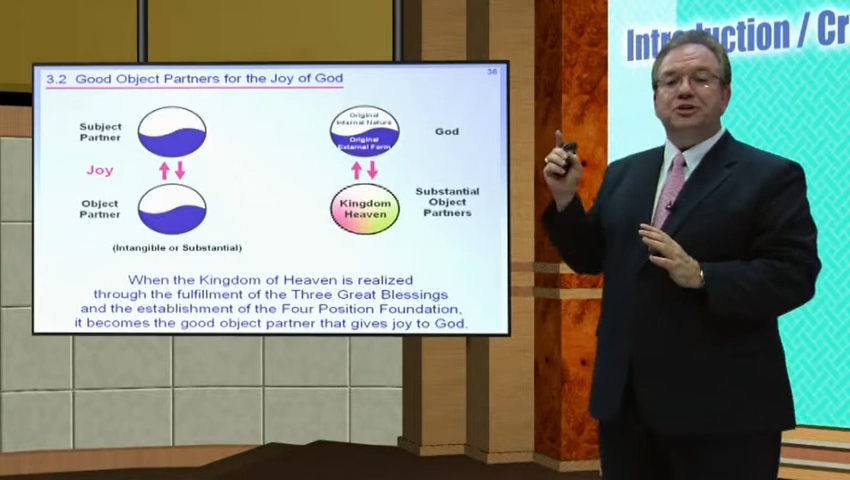 3.2 Good Object Partners for the Joy of God
36
Subject
Partner
Joy
Object
Partner
(Intangible or Substantial)
Original
Internal Nature
Original
External Form
God
Kingdom
Heaven
Substantial
Object
Partners
When the Kingdom of Heaven is realized
through the fulfillment of the Three Great Blessings
and the establishment of the Four Position Foundation,
it becomes the good object partner that gives joy to God.
/ Cr